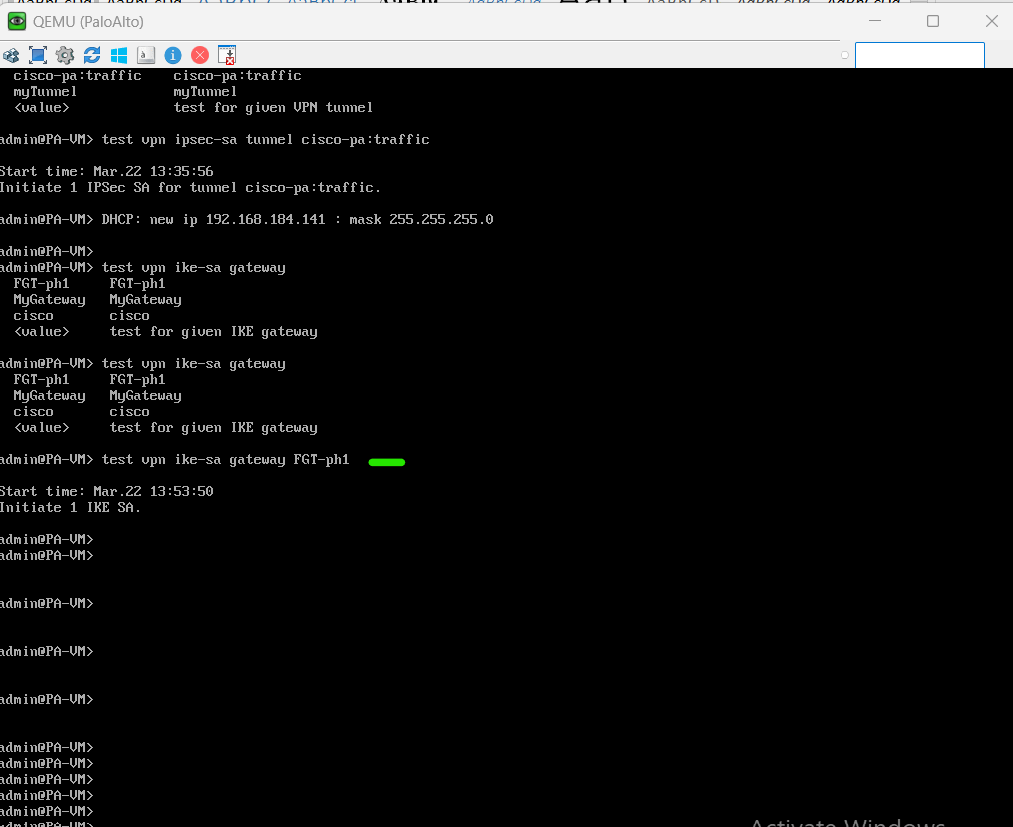 QEMU (PaloAlto)
cisco-pa:traffic cisco-pa:traffic
myTunnel myTunnel
<value> test for given VPN tunnel
admin@PA-VM> test vpn ipsec-sa tunnel cisco-pa:traffic
Start time: Mar.22 13:35:56
Initiate 1 IPSec SA for tunnel cisco-pa:traffic.
admin@PA-VM> DHCP: new ip 192.168.184.141 : mask 255.255.255.0
admin@PA-VM>
admin@PA-VM> test vpn ike-sa gateway
FGT-ph1 FGT-ph1
MyGateway MyGateway
cisco cisco
<value> test for given IKE gateway
admin@PA-VM> test vpn ike-sa gateway
FGT-ph1 FGT-ph1
MyGateway MyGateway
cisco cisco
<value> test for given IKE gateway
admin@PA-VM> test vpn ike-sa gateway FGT-ph1
Start time: Mar.22 13:53:50
Initiate 1 IKE SA.
admin@PA-VM>
admin@PA-VM>
admin@PA-VM>
admin@PA-VM>
admin@PA-VM>
admin@PA-VM>
admin@PA-VM>
admin@PA-VM>
admin@PA-VM>
admin@PA-VM>
admin@PA-VM>
Activate Windows